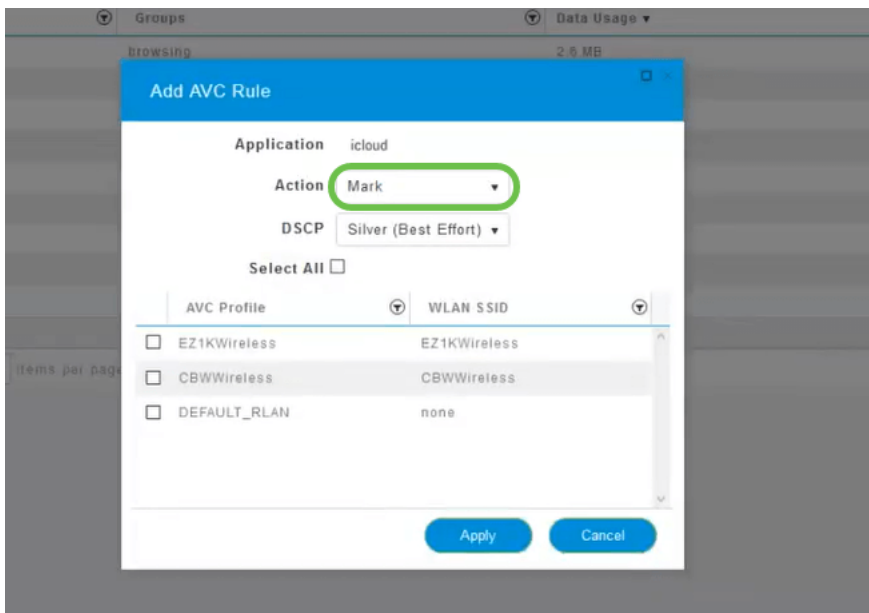 Groups Data Usage ▼
browsing 2.6 MB
Add AVC Rule
Application icloud
Action Mark
DSCP Silver (Best Effort)
Select All
AVC Profile WLAN SSID
EZ1KWireless EZ1KWireless
CBWWireless CBWWireless
DEFAULT_RLAN none
items per page
Apply Cancel